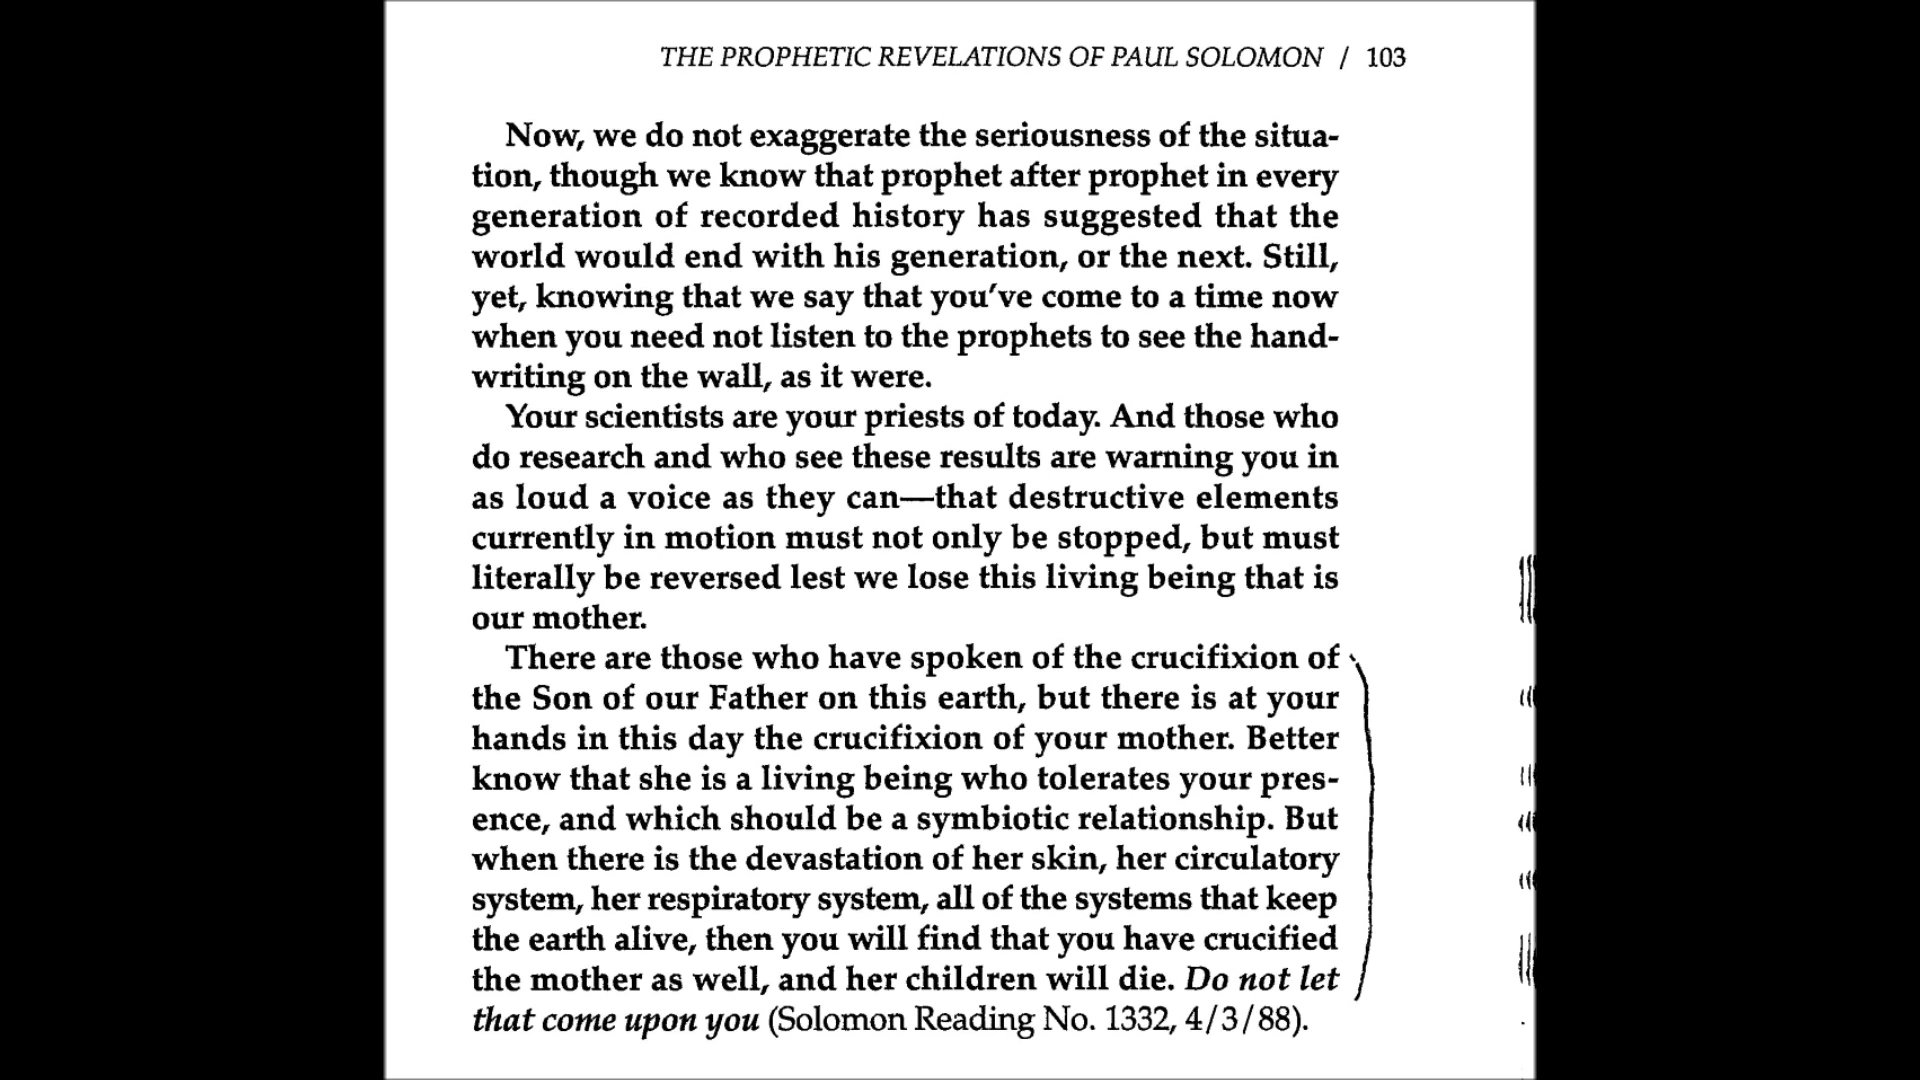 THE PROPHETIC REVELATIONS OF PAUL SOLOMON / 103
Now, we do not exaggerate the seriousness of the situa-
tion, though we know that prophet after prophet in every
generation of recorded history has suggested that the
world would end with his generation, or the next. Still,
yet, knowing that we say that you've come to a time now
when you need not listen to the prophets to see the hand-
writing on the wall, as it were.
Your scientists are your priests of today. And those who
do research and who see these results are warning you in
as loud a voice as they can—that destructive elements
currently in motion must not only be stopped, but must
literally be reversed lest we lose this living being that is
our mother.
There are those who have spoken of the crucifixion of
the Son of our Father on this earth, but there is at your
hands in this day the crucifixion of your mother. Better
know that she is a living being who tolerates your pres-
ence, and which should be a symbiotic relationship. But
when there is the devastation of her skin, her circulatory
system, her respiratory system, all of the systems that keep
the earth alive, then you will find that you have crucified
the mother as well, and her children will die. Do not let
that come upon you (Solomon Reading No. 1332, 4/3/88).